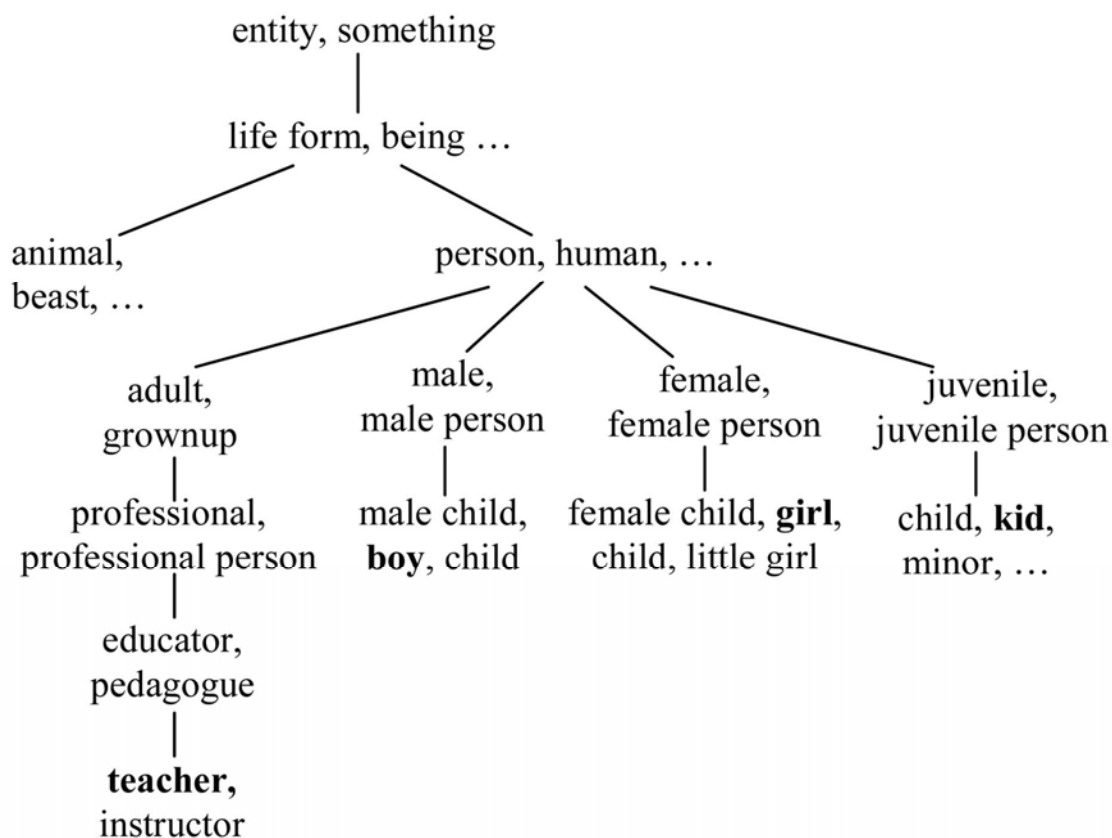 entity, something
life form, being …
animal,
beast, …
person, human, …
adult,
grownup
male,
male person
female,
female person
juvenile,
juvenile person
professional,
professional person
male child,
boy, child
female child, girl,
child, little girl
child, kid,
minor, …
educator,
pedagogue
teacher,
instructor